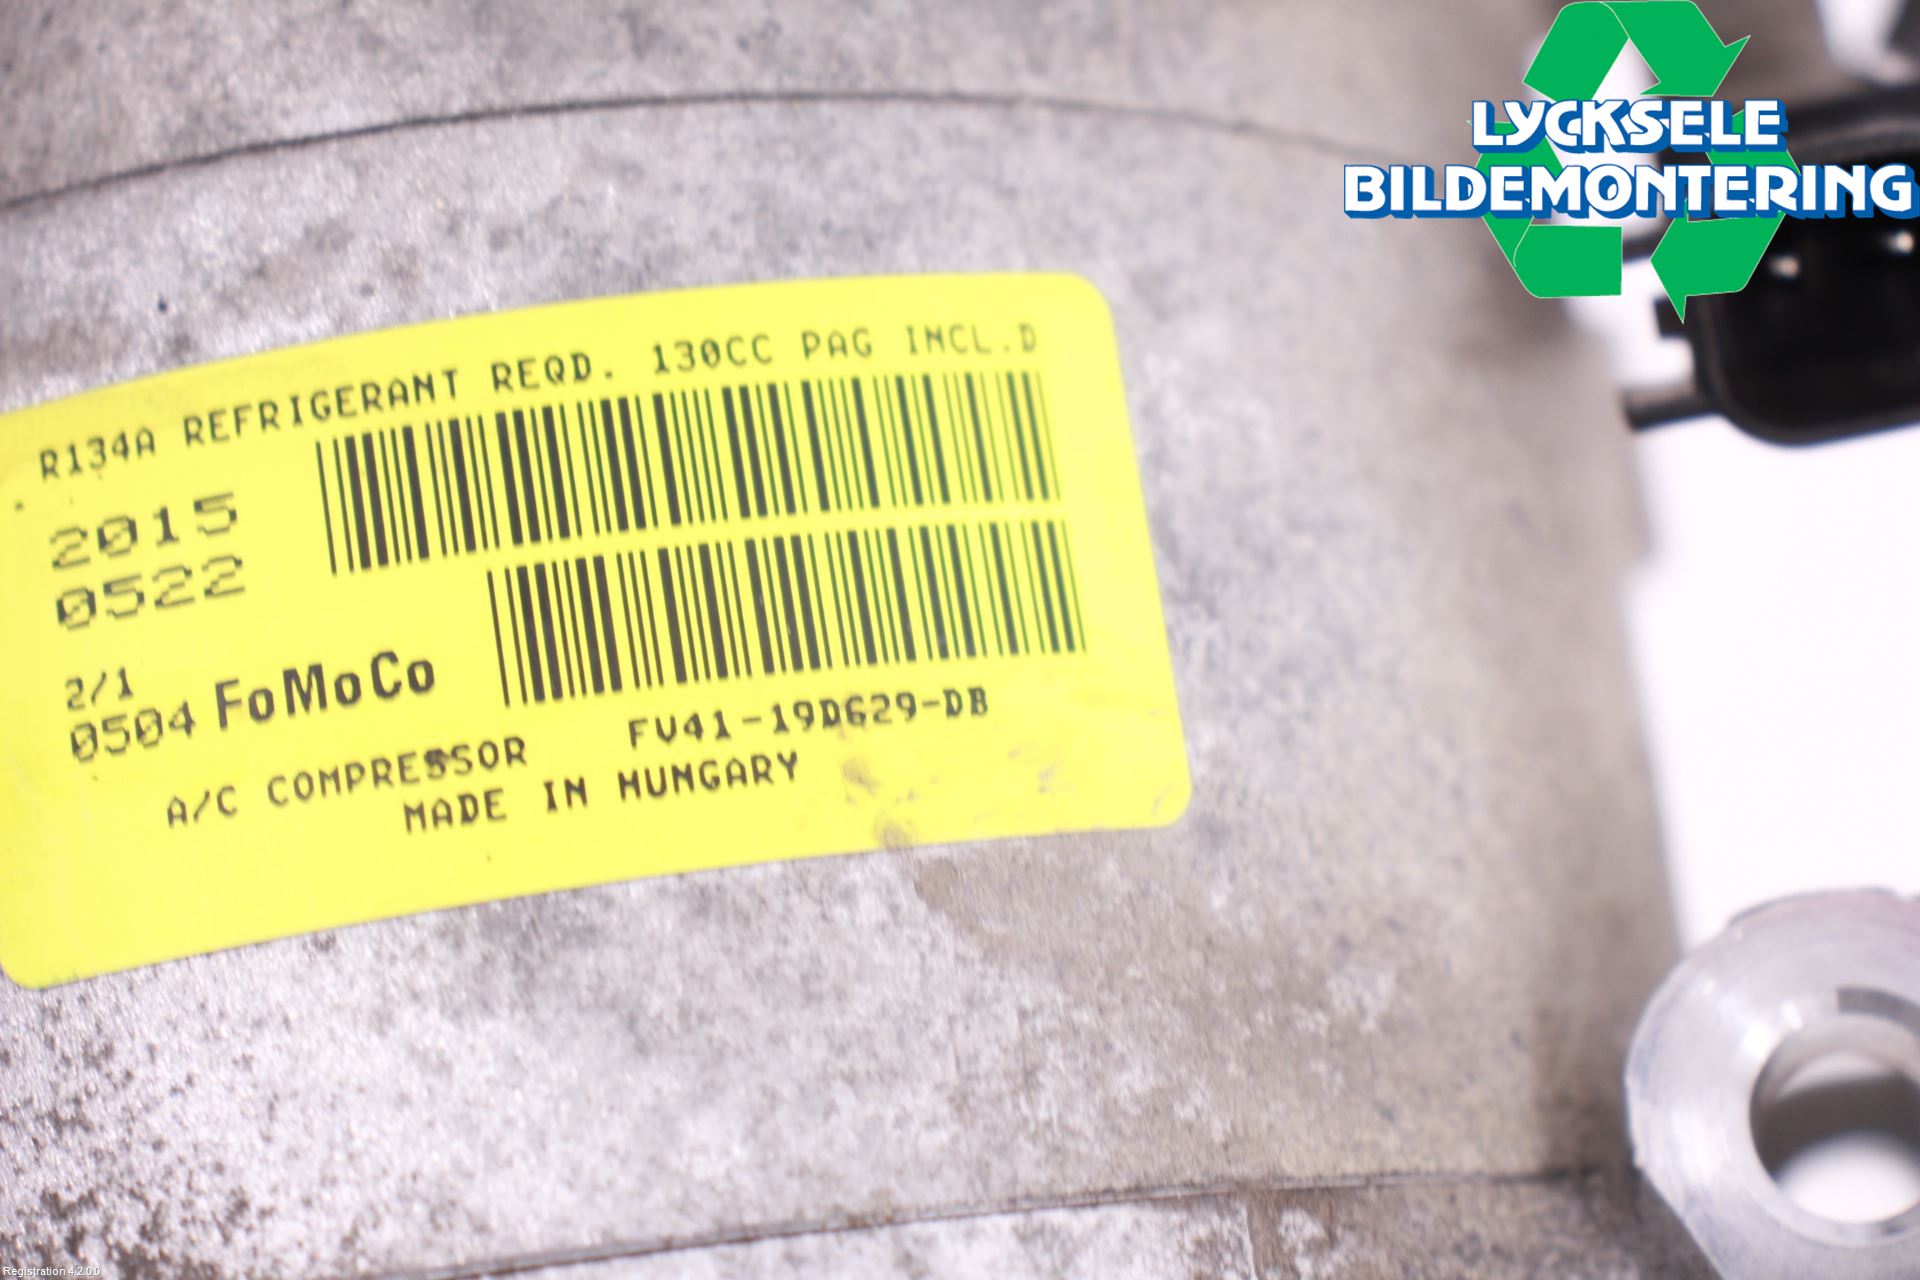 LYCKSELE
BILDEMONTERING
R134A REFRIGERANT REQD. 130CC PAG INCL.D
2015
0522
2/1
0504 FoMoCo
FV41-19D629-DB
A/C COMPRESSOR
MADE IN HUNGARY
Registration 4.2.0.0